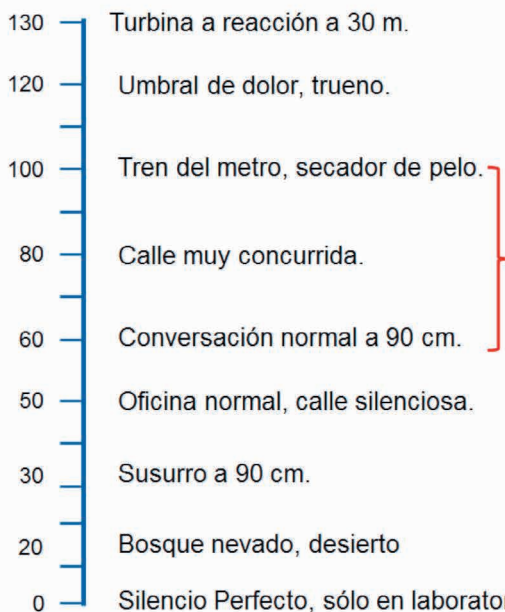 130 Turbina a reacción a 30 m.
120 Umbral de dolor, trueno.
100 Tren del metro, secador de pelo.
80 Calle muy concurrida.
60 Conversación normal a 90 cm.
50 Oficina normal, calle silenciosa.
30 Susurro a 90 cm.
20 Bosque nevado, desierto
0 Silencio Perfecto, sólo en